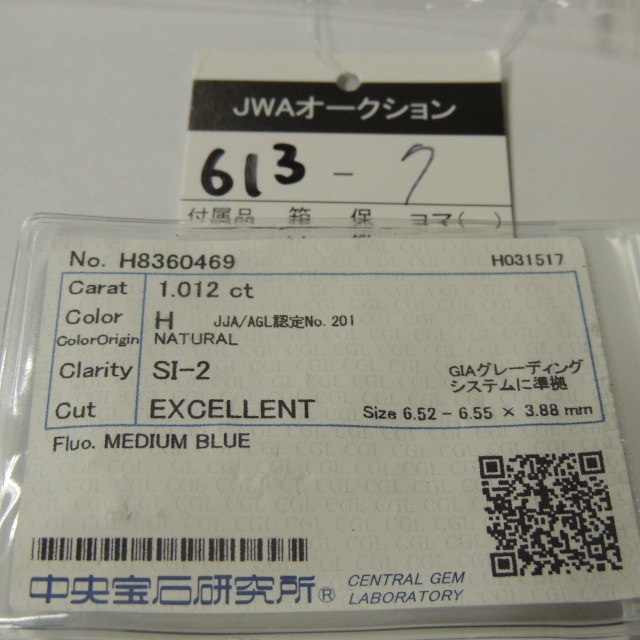 JWAオークション
613 - 7
付属品 箱 保 ヨマ( )
No. H8360469 H031517
Carat 1.012 ct
Color H JJA/AGL認定No. 201
ColorOrigin NATURAL
Clarity SI-2 GIAグレーディング
システムに準拠
Cut EXCELLENT Size 6.52 - 6.55 × 3.88 mm
Fluo. MEDIUM BLUE
中央宝石研究所® CENTRAL GEM
LABORATORY